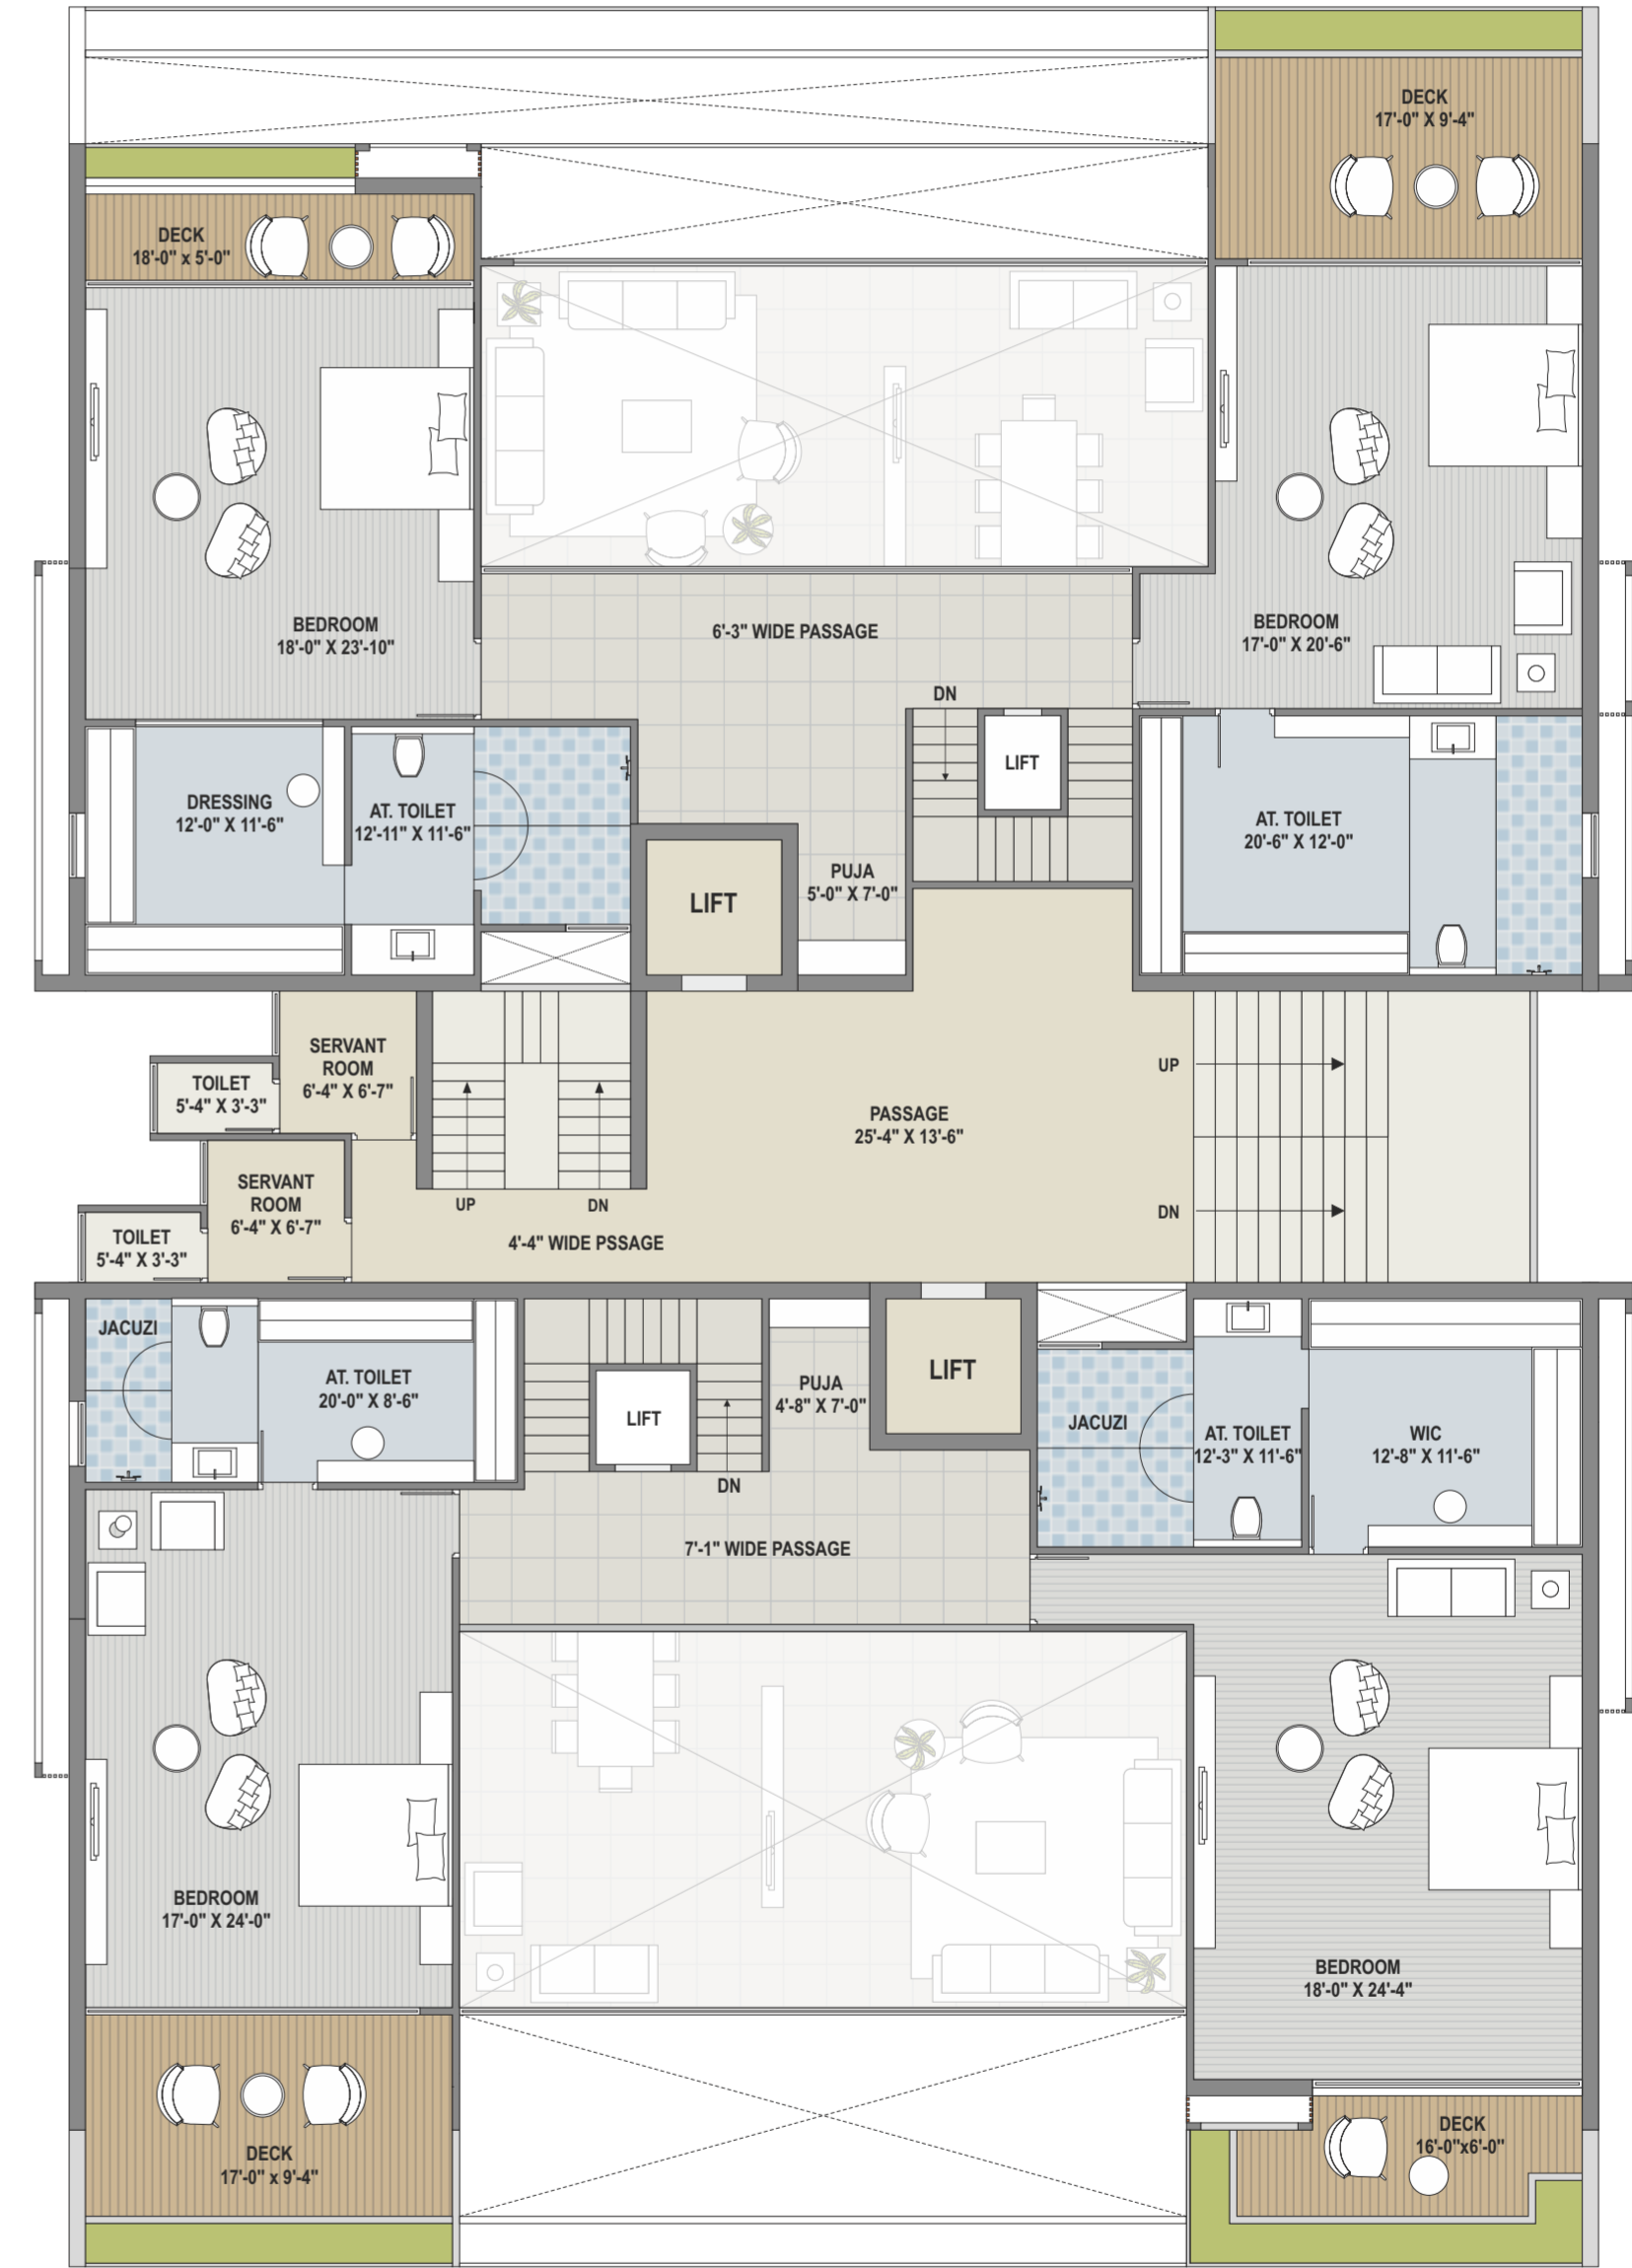 DECK
17'-0" X 9'-4"
DECK
18'-0" x 5'-0"
BEDROOM
18'-0" X 23'-10"
6'-3" WIDE PASSAGE
BEDROOM
17'-0" X 20'-6"
DN
LIFT
DRESSING
12'-0" X 11'-6"
AT. TOILET
12'-11" X 11'-6"
AT. TOILET
20'-6" X 12'-0"
LIFT
PUJA
5'-0" X 7'-0"
SERVANT
ROOM
6'-4" X 6'-7"
TOILET
5'-4" X 3'-3"
UP
PASSAGE
25'-4" X 13'-6"
SERVANT
ROOM
6'-4" X 6'-7"
UP
DN
DN
TOILET
5'-4" X 3'-3"
4'-4" WIDE PSSAGE
JACUZI
AT. TOILET
20'-0" X 8'-6"
LIFT
DN
PUJA
4'-8" X 7'-0"
LIFT
JACUZI
AT. TOILET
12'-3" X 11'-6"
WIC
12'-8" X 11'-6"
7'-1" WIDE PASSAGE
BEDROOM
17'-0" X 24'-0"
BEDROOM
18'-0" X 24'-4"
DECK
17'-0" x 9'-4"
DECK
16'-0"x6'-0"